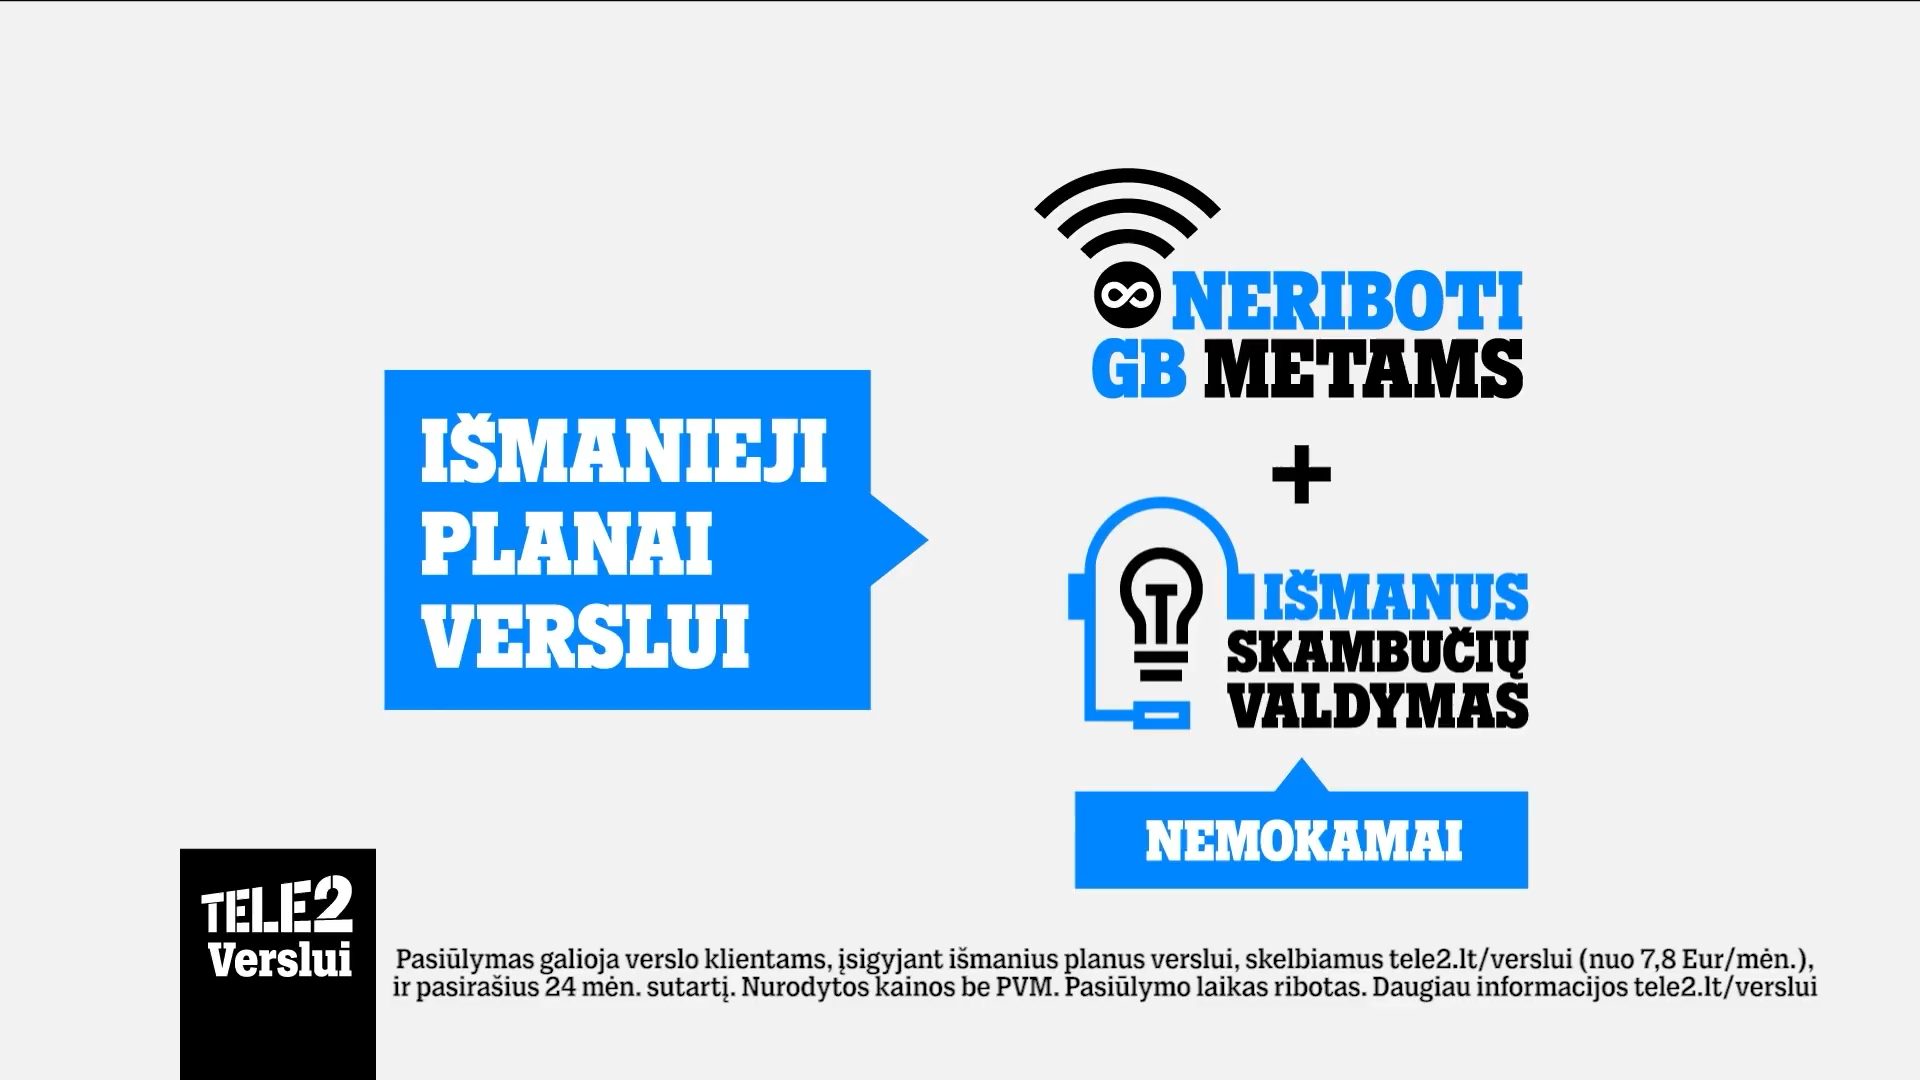 IŠMANIEJI
PLANAI
VERSLUI
NERIBOTI
GB METAMS
+
IŠMANUS
SKAMBUČIŲ
VALDYMAS
NEMOKAMAI
TELE2
Verslui
Pasiūlymas galioja verslo klientams, įsigyjant išmanius planus verslui, skelbiamus tele2.lt/verslui (nuo 7,8 Eur/mėn.),
ir pasirašius 24 mėn. sutartį. Nurodytos kainos be PVM. Pasiūlymo laikas ribotas. Daugiau informacijos tele2.lt/verslui